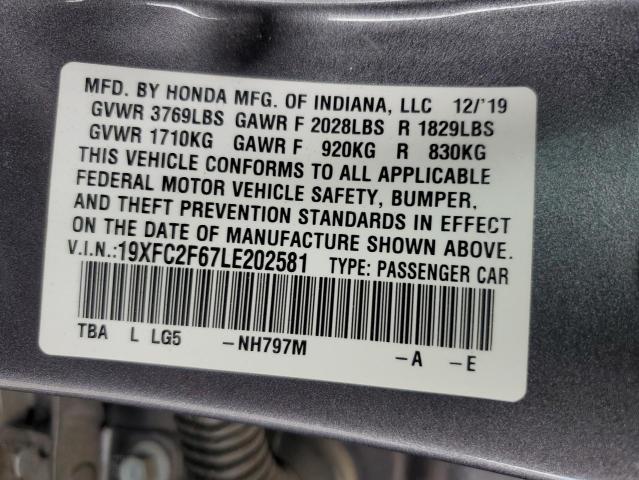 MFD. BY HONDA MFG. OF INDIANA, LLC 12/'19
GVWR 3769LBS GAWR F 2028LBS R 1829LBS
GVWR 1710KG GAWR F 920KG R 830KG
THIS VEHICLE CONFORMS TO ALL APPLICABLE
FEDERAL MOTOR VEHICLE SAFETY, BUMPER,
AND THEFT PREVENTION STANDARDS IN EFFECT
ON THE DATE OF MANUFACTURE SHOWN ABOVE.
V.I.N.:19XFC2F67LE202581 TYPE: PASSENGER CAR
TBA L LG5 -NH797M -A -E